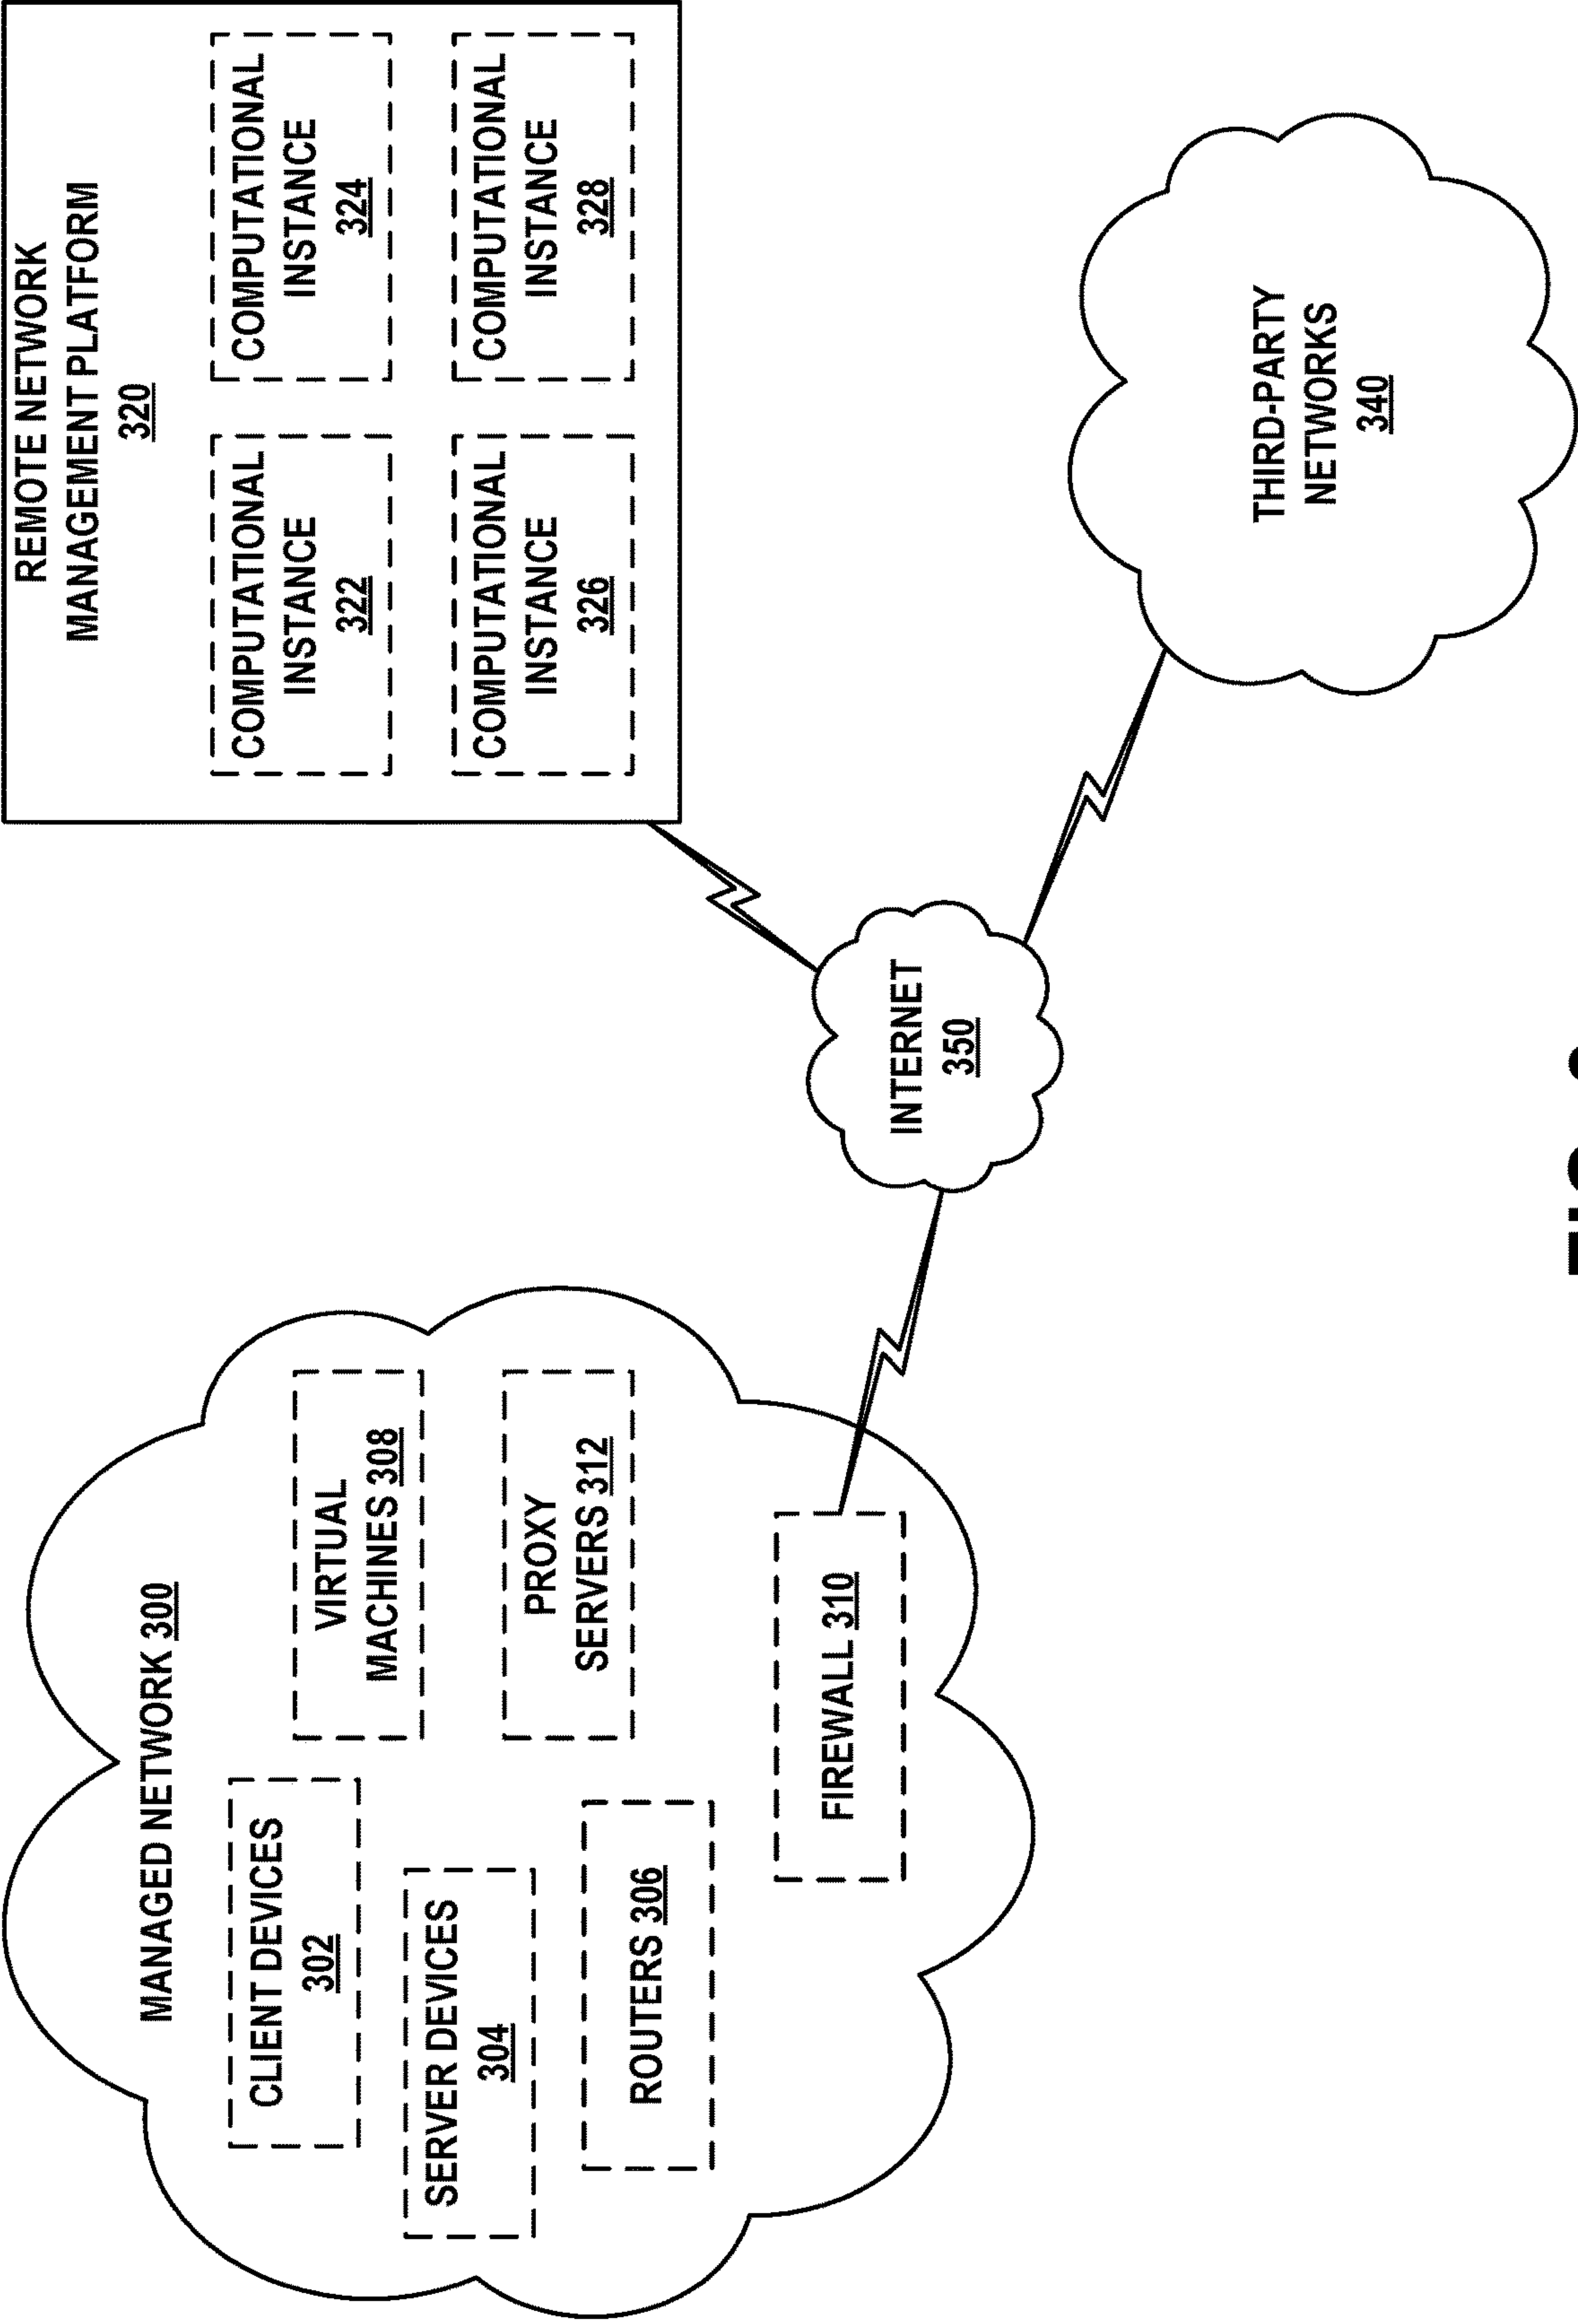 MANAGED NETWORK 300
CLIENT DEVICES
302
SERVER DEVICES
304
ROUTERS 306
VIRTUAL
MACHINES 308
PROXY
SERVERS 312
FIREWALL 310
INTERNET
350
REMOTE NETWORK
MANAGEMENT PLATFORM
320
COMPUTATIONAL
INSTANCE
322
COMPUTATIONAL
INSTANCE
324
COMPUTATIONAL
INSTANCE
326
COMPUTATIONAL
INSTANCE
328
THIRD-PARTY
NETWORKS
340